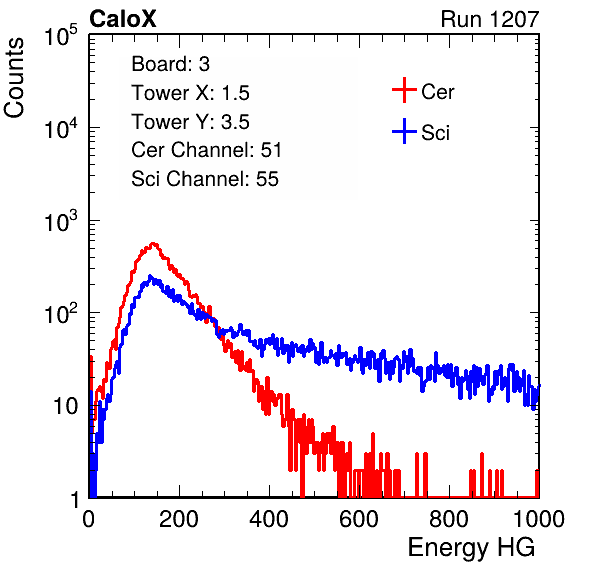 CaloX Run 1207
Counts
Board: 3
Tower X: 1.5
Tower Y: 3.5
Cer Channel: 51
Sci Channel: 55
Cer
Sci
10^5
10^4
10^3
10^2
10
1
0 200 400 600 800 1000
Energy HG